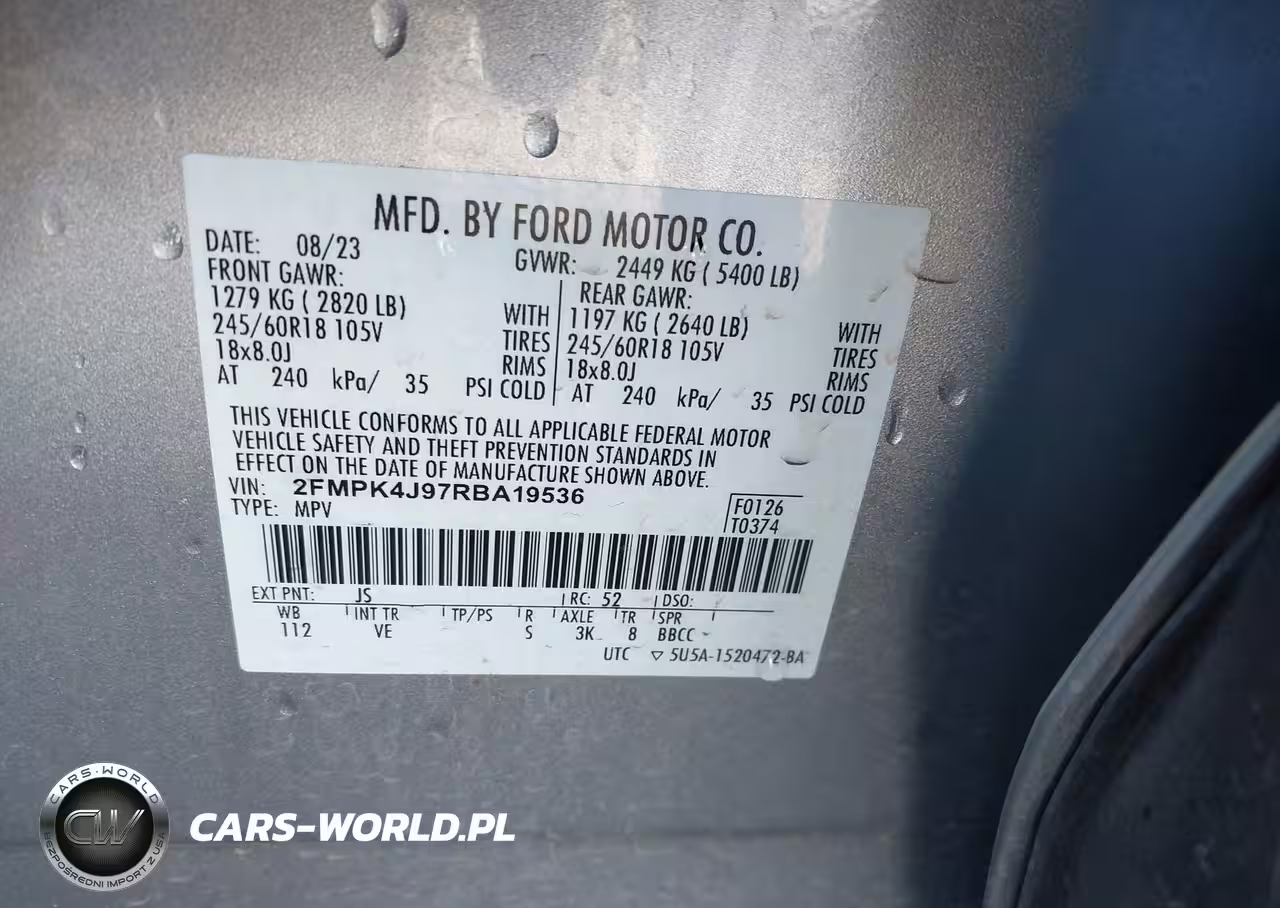 MFD. BY FORD MOTOR CO.
DATE: 08/23 GVWR: 2449 KG ( 5400 LB)
FRONT GAWR: REAR GAWR:
1279 KG ( 2820 LB) WITH 1197 KG ( 2640 LB) WITH
245/60R18 105V TIRES 245/60R18 105V TIRES
18x8.0J RIMS 18x8.0J RIMS
AT 240 kPa/ 35 PSI COLD AT 240 kPa/ 35 PSI COLD
THIS VEHICLE CONFORMS TO ALL APPLICABLE FEDERAL MOTOR
VEHICLE SAFETY AND THEFT PREVENTION STANDARDS IN
EFFECT ON THE DATE OF MANUFACTURE SHOWN ABOVE.
VIN: 2FMPK4J97RBA19536
TYPE: MPV
F0126
T0374
EXT PNT: JS RC: 52 DSO:
WB INT TR TP/PS R AXLE TR SPR
112 VE S 3K 8 BBCC
UTC ▽ 5U5A-1520472-BA
CARS-WORLD
CW
BEZPOŚREDNI IMPORT Z USA
CARS-WORLD.PL